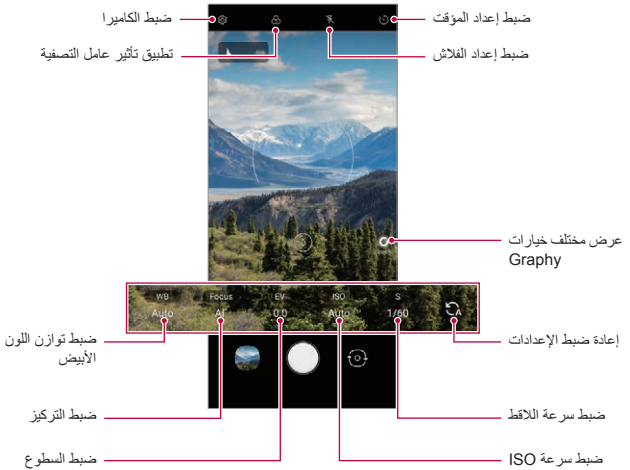 ضبط إعداد المؤقت
ضبط الكاميرا
ضبط إعداد الفلاش
تطبيق تأثير عامل التصفية
عرض مختلف خيارات
Graphy
WB Focus EV ISO S
Auto AF 0.0 Auto 1/60 A
إعادة ضبط الإعدادات
ضبط توازن اللون
الأبيض
ضبط سرعة اللاقط
ضبط التركيز
ضبط سرعة ISO
ضبط السطوع